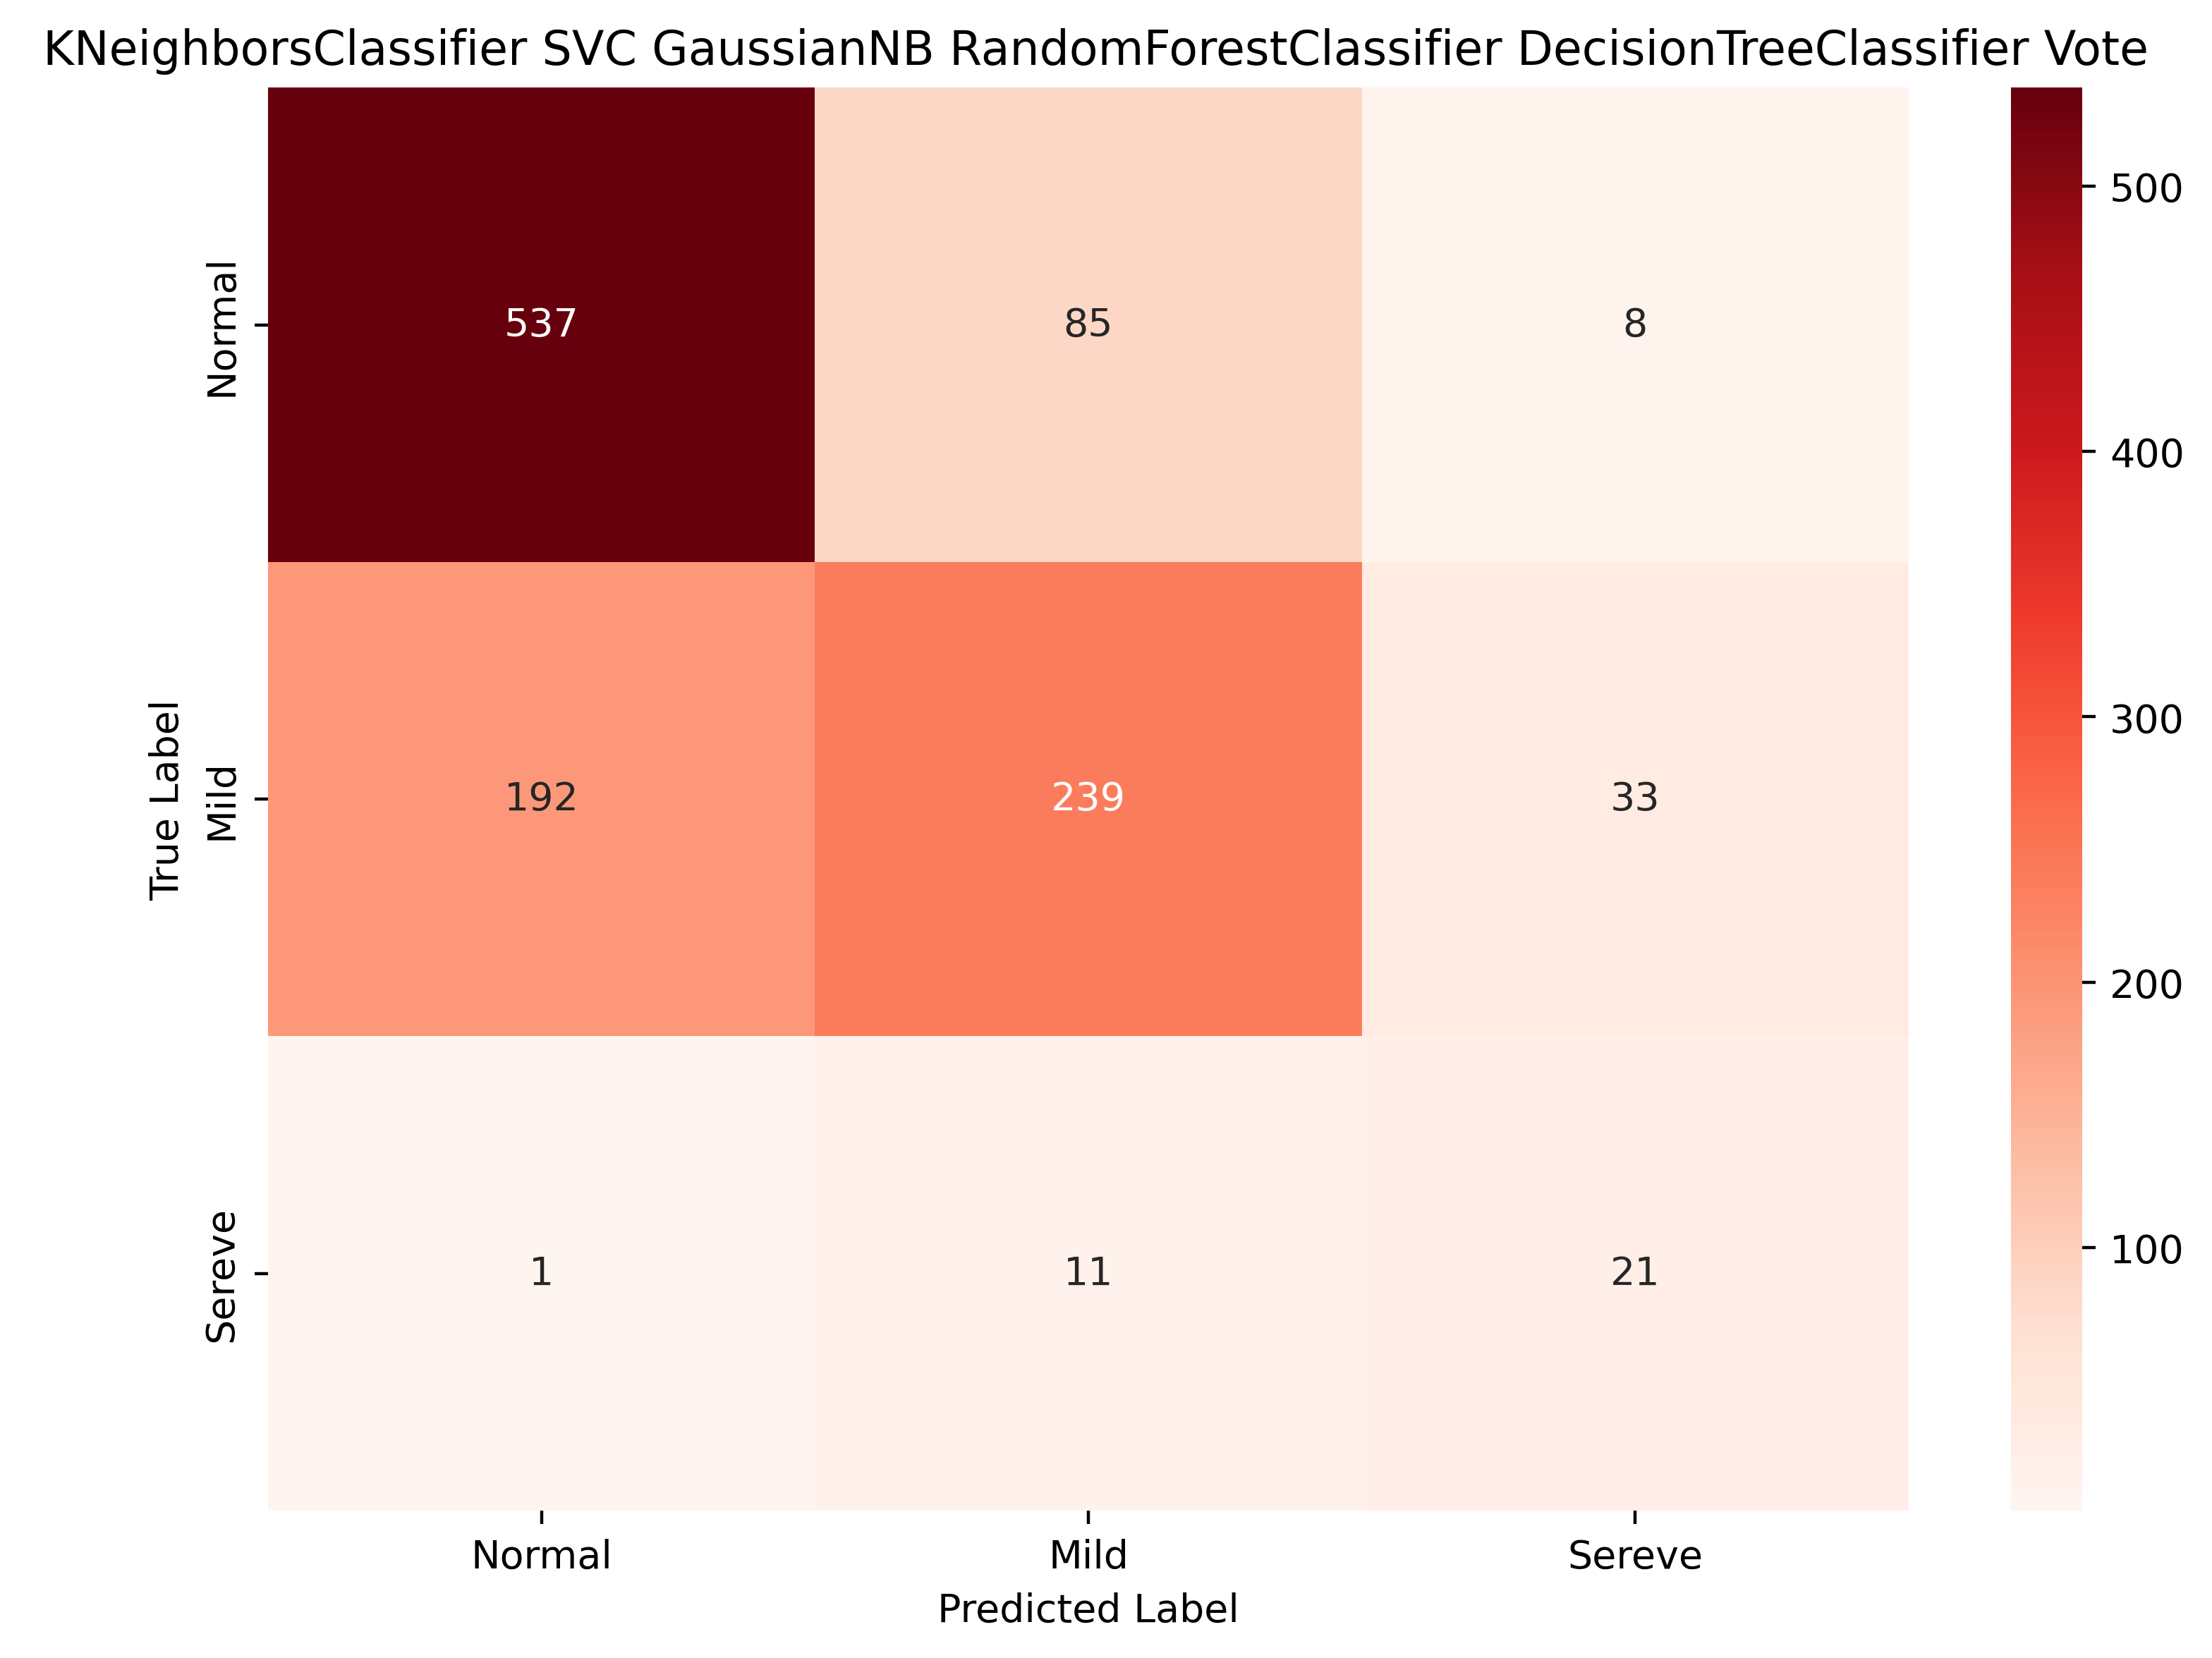 KNeighborsClassifier SVC GaussianNB RandomForestClassifier DecisionTreeClassifier Vote
True Label
Normal
537 85 8
Mild
192 239 33
Sereve
1 11 21
Normal Mild Sereve
Predicted Label
500
400
300
200
100